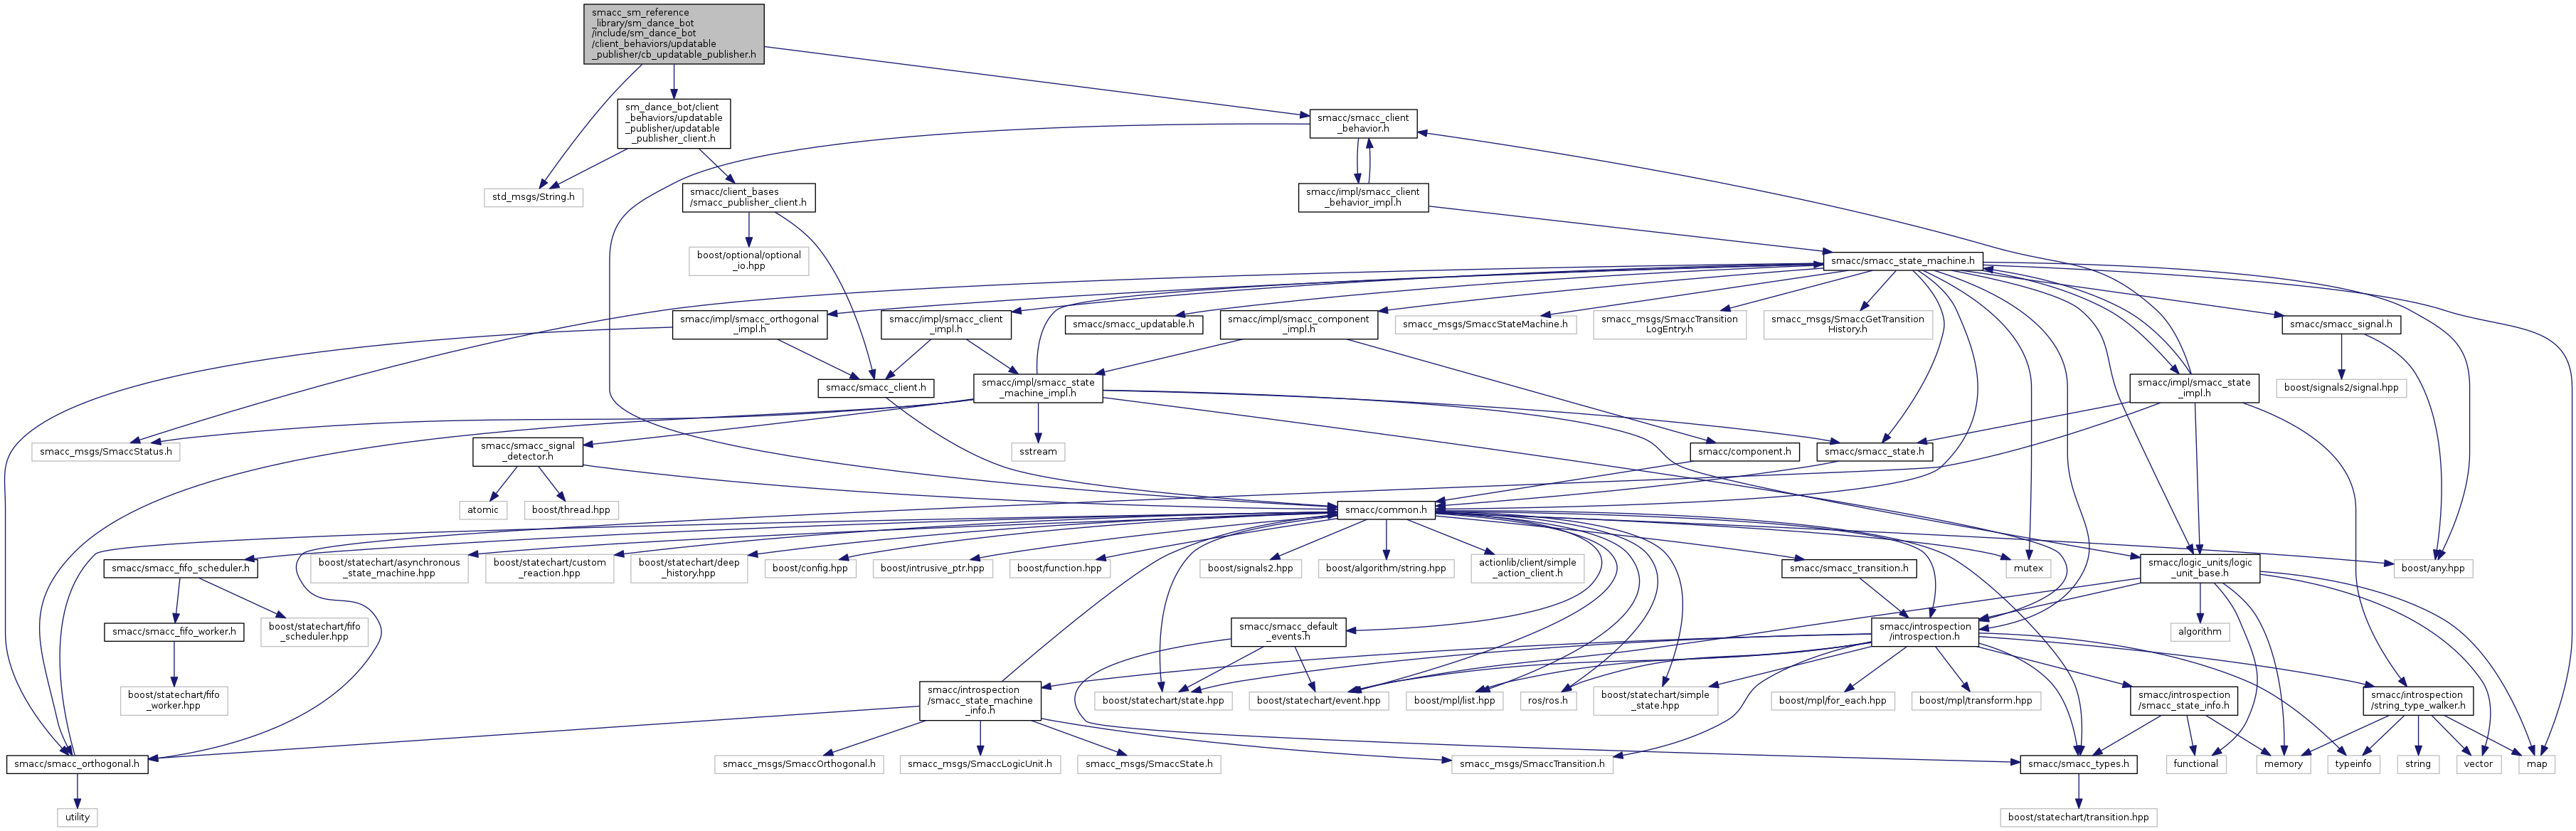 smacc_sm_reference
_library/sm_dance_bot
/include/sm_dance_bot
/client_behaviors/updatable
_publisher/cb_updatable_publisher.h
sm_dance_bot/client
_behaviors/updatable
_publisher/updatable
_publisher_client.h
smacc/smacc_client
_behavior.h
std_msgs/String.h
smacc/client_bases
/smacc_publisher_client.h
smacc/impl/smacc_client
_behavior_impl.h
boost/optional/optional
_io.hpp
smacc/smacc_state_machine.h
smacc/impl/smacc_orthogonal
_impl.h
smacc/impl/smacc_client
_impl.h
smacc/smacc_updatable.h
smacc/impl/smacc_component
_impl.h
smacc_msgs/SmaccStateMachine.h
smacc_msgs/SmaccTransition
LogEntry.h
smacc_msgs/SmaccGetTransition
History.h
smacc/smacc_signal.h
smacc/smacc_client.h
smacc/impl/smacc_state
_machine_impl.h
smacc/impl/smacc_state
_impl.h
boost/signals2/signal.hpp
smacc_msgs/SmaccStatus.h
smacc/smacc_signal
_detector.h
sstream
smacc/component.h
smacc/smacc_state.h
atomic
boost/thread.hpp
smacc/common.h
smacc/smacc_fifo_scheduler.h
boost/statechart/asynchronous
_state_machine.hpp
boost/statechart/custom
_reaction.hpp
boost/statechart/deep
_history.hpp
boost/config.hpp
boost/intrusive_ptr.hpp
boost/function.hpp
boost/signals2.hpp
boost/algorithm/string.hpp
actionlib/client/simple
_action_client.h
smacc/smacc_transition.h
mutex
smacc/logic_units/logic
_unit_base.h
boost/any.hpp
smacc/smacc_fifo_worker.h
boost/statechart/fifo
_scheduler.hpp
smacc/smacc_default
_events.h
smacc/introspection
/introspection.h
algorithm
boost/statechart/fifo
_worker.hpp
smacc/introspection
/smacc_state_machine
_info.h
boost/statechart/state.hpp
boost/statechart/event.hpp
boost/mpl/list.hpp
ros/ros.h
boost/statechart/simple
_state.hpp
boost/mpl/for_each.hpp
boost/mpl/transform.hpp
smacc/introspection
/smacc_state_info.h
smacc/introspection
/string_type_walker.h
smacc/smacc_orthogonal.h
smacc_msgs/SmaccOrthogonal.h
smacc_msgs/SmaccLogicUnit.h
smacc_msgs/SmaccState.h
smacc_msgs/SmaccTransition.h
smacc/smacc_types.h
functional
memory
typeinfo
string
vector
map
utility
boost/statechart/transition.hpp